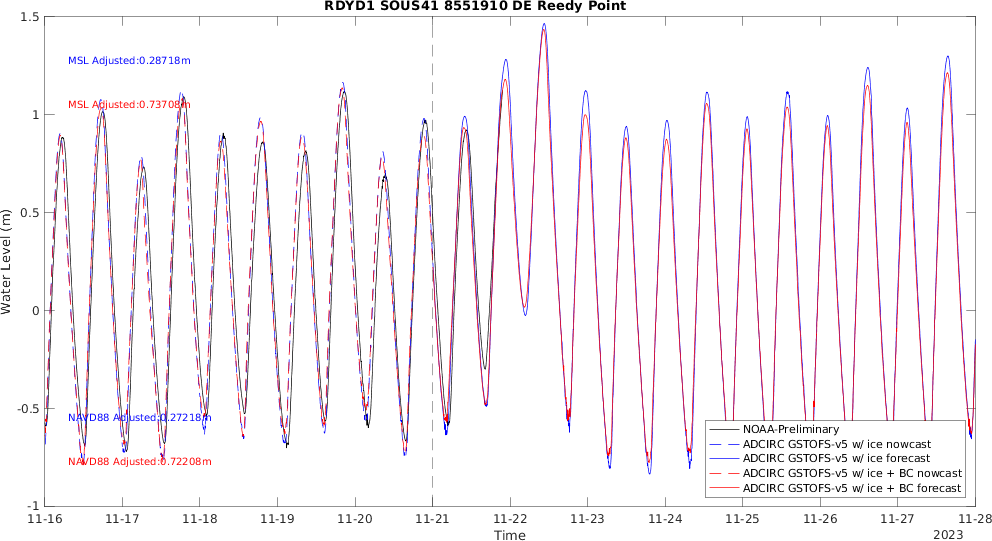 RDYD1 SOUS41 8551910 DE Reedy Point
1.5
1
0.5
0
-0.5
-1
Water Level (m)
MSL Adjusted:0.28718m
MSL Adjusted:0.73708m
NAVD88 Adjusted:0.27218m
NAVD88 Adjusted:0.72208m
NOAA-Preliminary
ADCIRC GSTOFS-v5 w/ ice nowcast
ADCIRC GSTOFS-v5 w/ ice forecast
ADCIRC GSTOFS-v5 w/ ice + BC nowcast
ADCIRC GSTOFS-v5 w/ ice + BC forecast
11-16 11-17 11-18 11-19 11-20 11-21 11-22 11-23 11-24 11-25 11-26 11-27 11-28
Time
2023